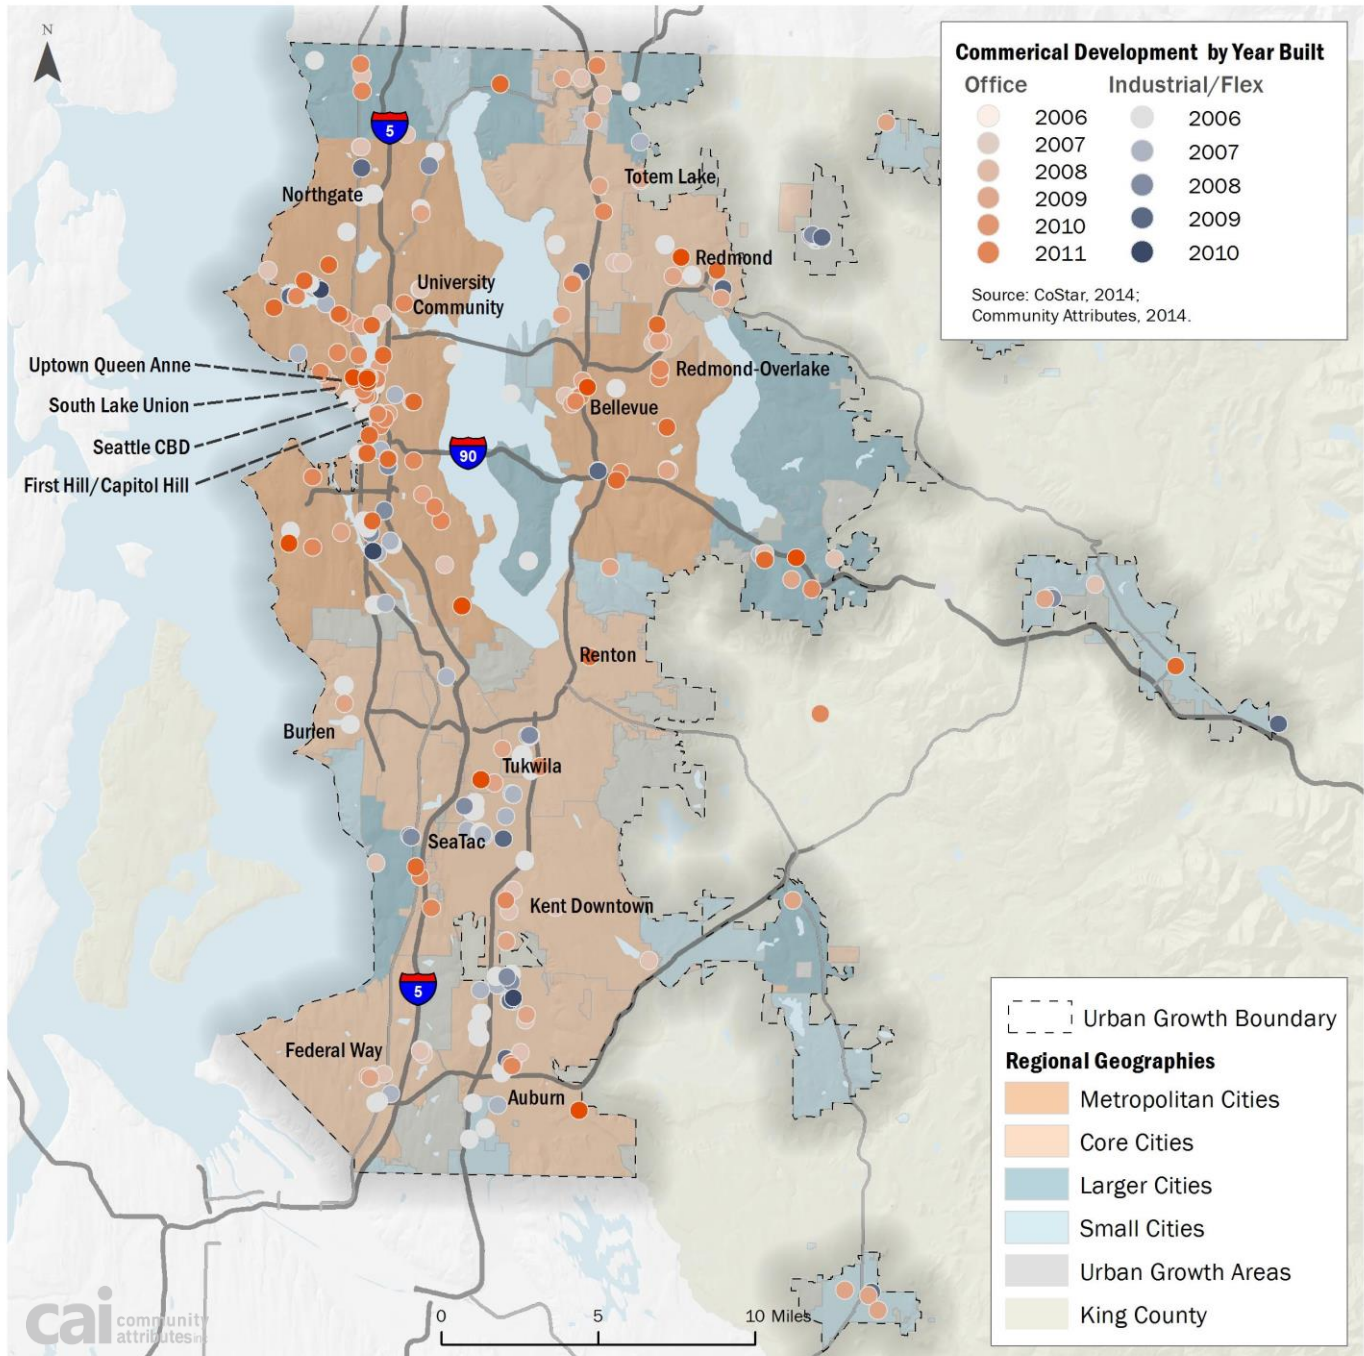 N
Commerical Development by Year Built
Office Industrial/Flex
2006 2006
2007 2007
2008 2008
2009 2009
2010 2010
2011
Source: CoStar, 2014;
Community Attributes, 2014.
5
Northgate
Totem Lake
Redmond
University
Community
Uptown Queen Anne
South Lake Union
Seattle CBD
First Hill/Capitol Hill
Redmond-Overlake
Bellevue
90
Renton
Burien
Tukwila
SeaTac
Kent Downtown
5
Federal Way
Auburn
Urban Growth Boundary
Regional Geographies
Metropolitan Cities
Core Cities
Larger Cities
Small Cities
Urban Growth Areas
King County
0 5 10 Miles
cai community
attributes inc